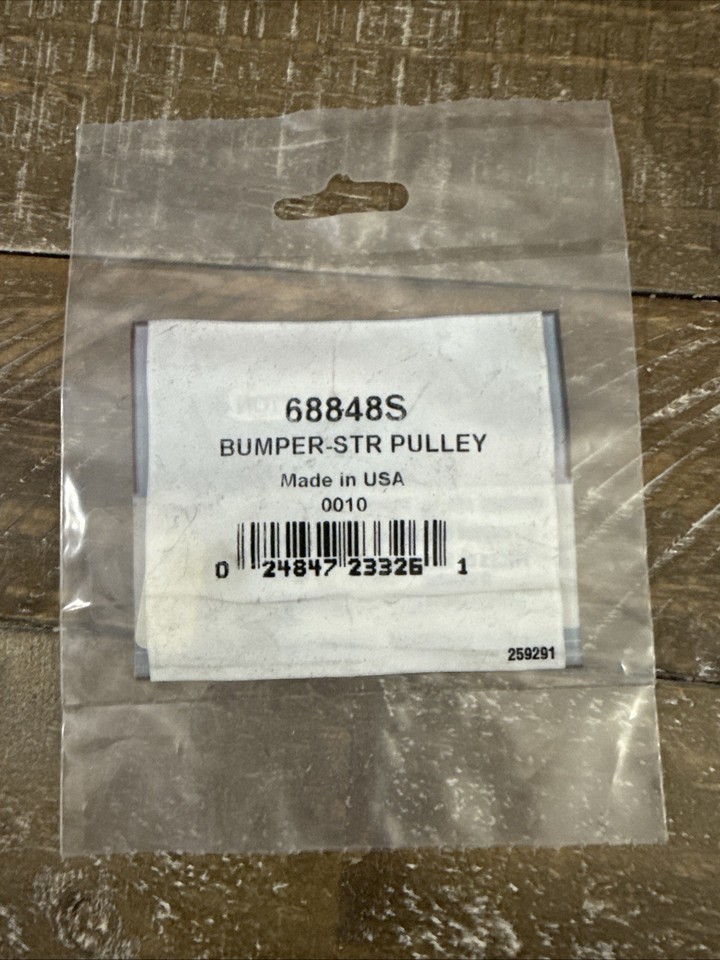 68848S
BUMPER-STR PULLEY
Made in USA
0010
0 24847 23326 1
259291